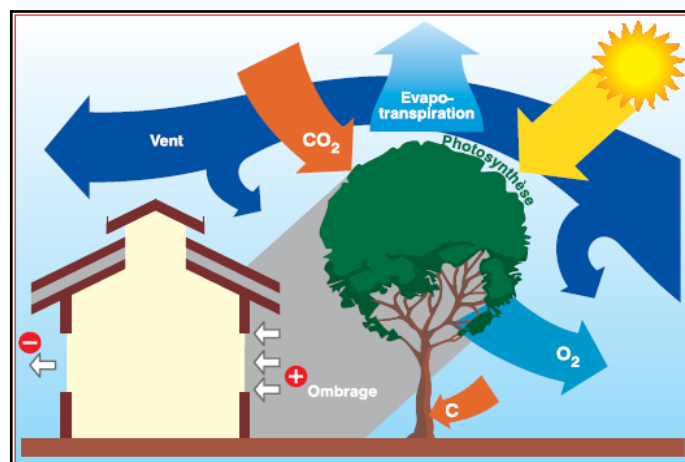 Evapo-
transpiration
Vent
CO₂
Photosynthèse
O₂
−
+
Ombrage
C